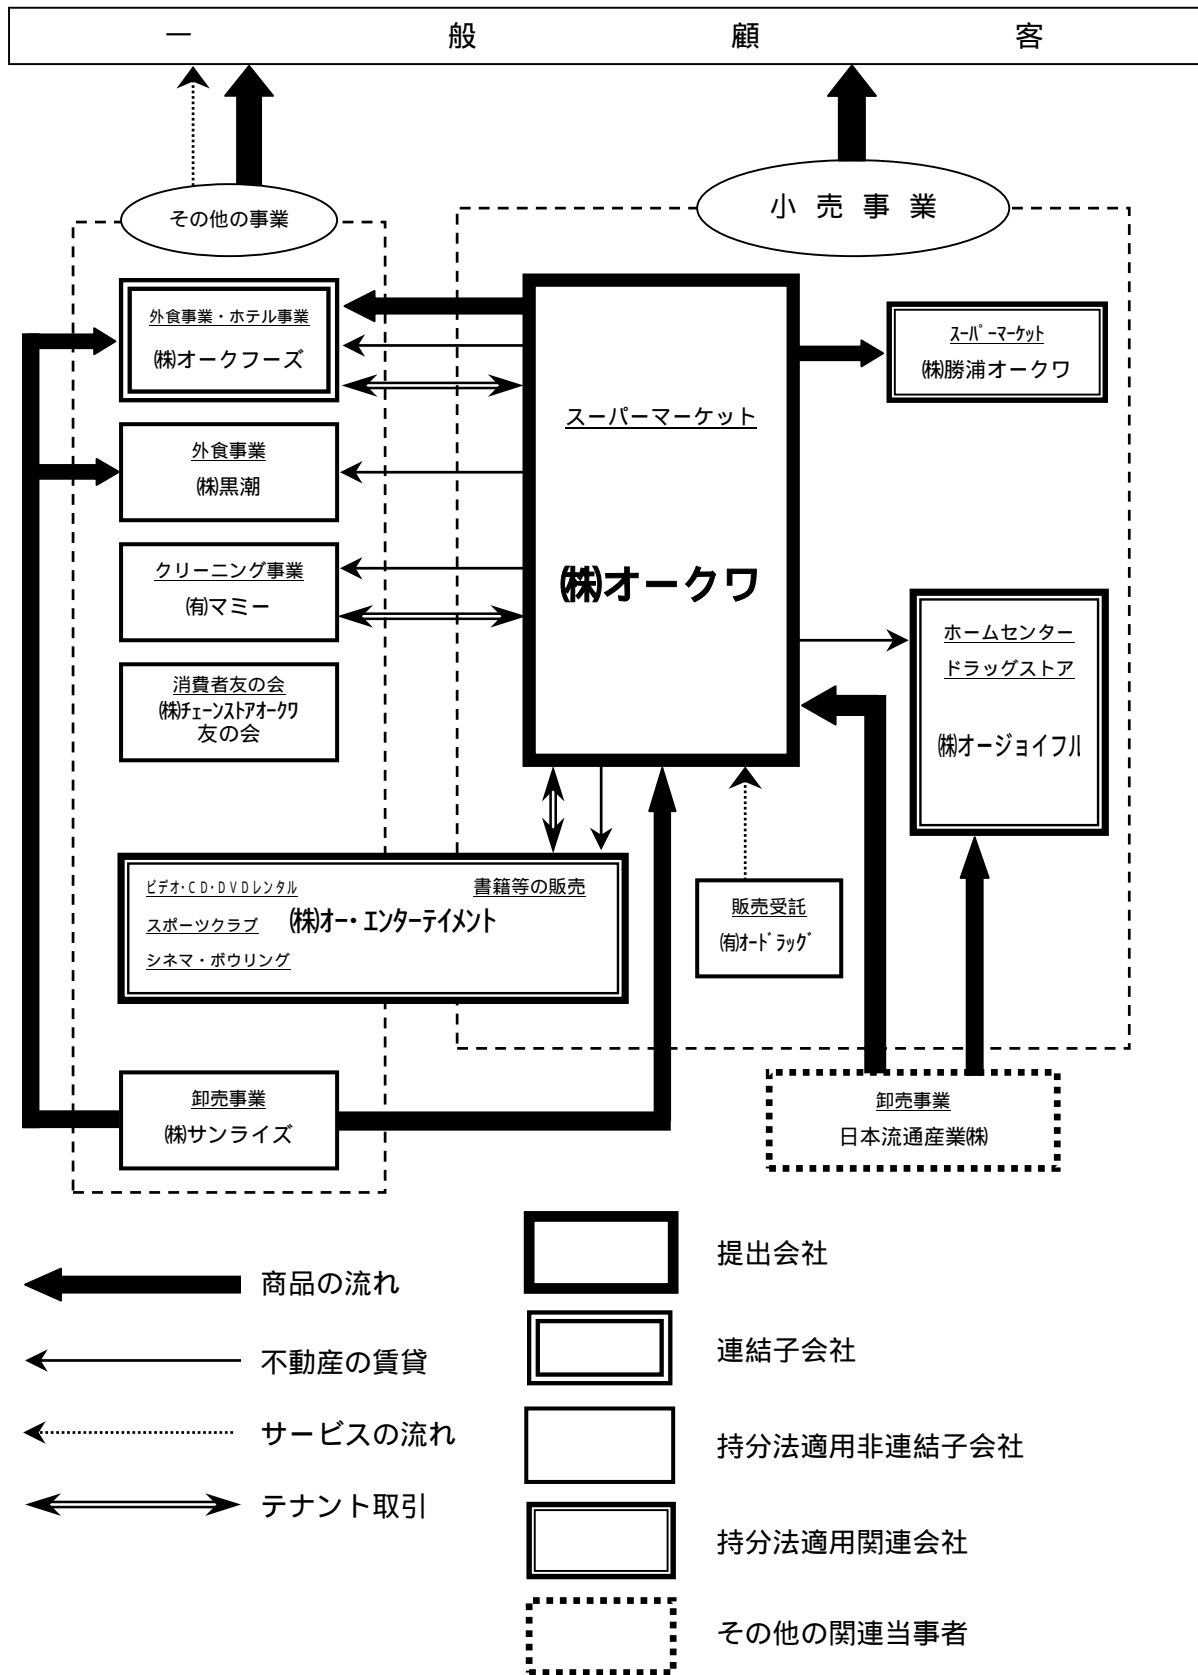 一般顧客
その他の事業
小売事業
外食事業・ホテル事業
㈱オークフーズ
外食事業
㈱黒潮
クリーニング事業
㈲マミー
消費者友の会
㈱チェーンストアオークワ
友の会
スーパーマーケット
㈱オークワ
スーパーマーケット
㈱勝浦オークワ
ホームセンター
ドラッグストア
㈱オージョイフル
ビデオ・CD・DVDレンタル
書籍等の販売
スポーツクラブ
㈱オー・エンターテイメント
シネマ・ボウリング
販売受託
㈲オードラッグ
卸売事業
㈱サンライズ
卸売事業
日本流通産業㈱
商品の流れ
不動産の賃貸
サービスの流れ
テナント取引
提出会社
連結子会社
持分法適用非連結子会社
持分法適用関連会社
その他の関連当事者